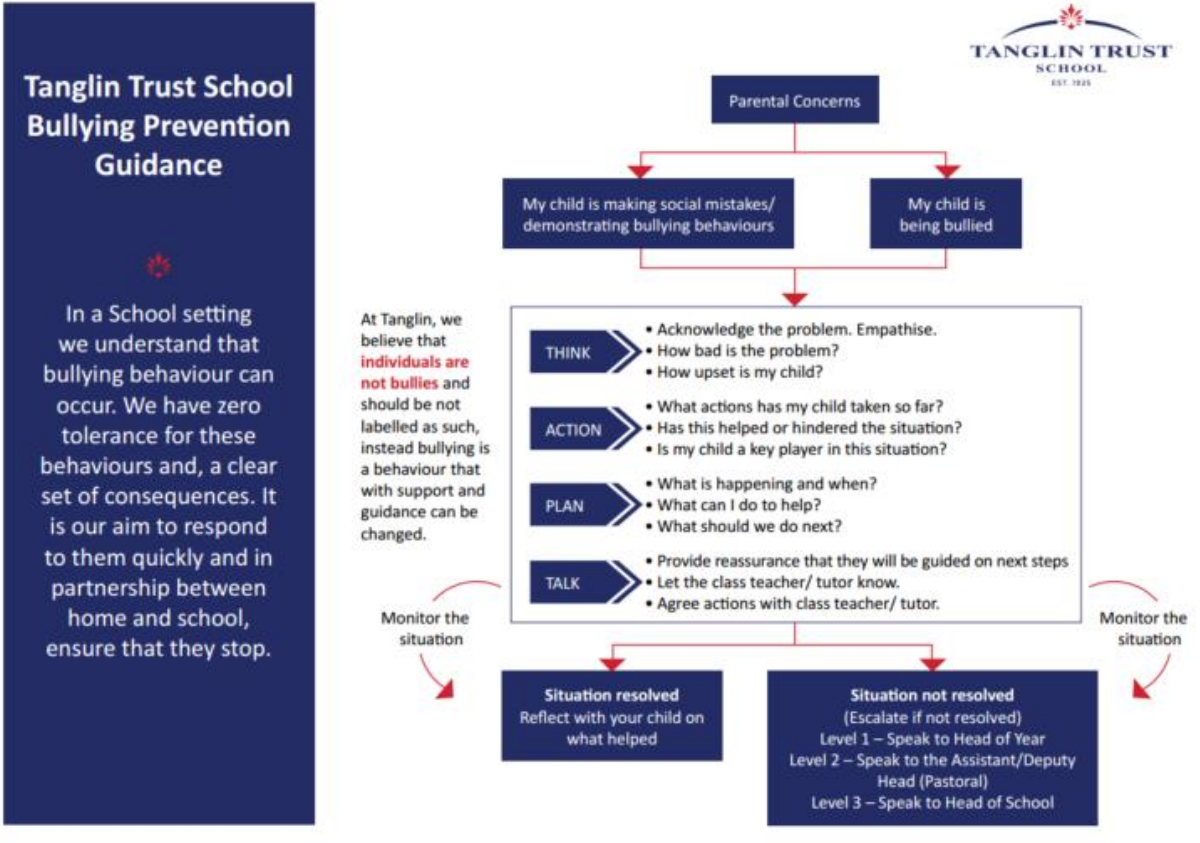 Tanglin Trust School
Bullying Prevention
Guidance
In a School setting
we understand that
bullying behaviour can
occur. We have zero
tolerance for these
behaviours and, a clear
set of consequences. It
is our aim to respond
to them quickly and in
partnership between
home and school,
ensure that they stop.
TANGLIN TRUST
SCHOOL
EST. 1925
Parental Concerns
My child is making social mistakes/
demonstrating bullying behaviours
My child is
being bullied
At Tanglin, we
believe that
individuals are
not bullies and
should be not
labelled as such,
instead bullying is
a behaviour that
with support and
guidance can be
changed.
THINK
• Acknowledge the problem. Empathise.
• How bad is the problem?
• How upset is my child?
ACTION
• What actions has my child taken so far?
• Has this helped or hindered the situation?
• Is my child a key player in this situation?
PLAN
• What is happening and when?
• What can I do to help?
• What should we do next?
TALK
• Provide reassurance that they will be guided on next steps
• Let the class teacher/ tutor know.
• Agree actions with class teacher/ tutor.
Monitor the
situation
Monitor the
situation
Situation resolved
Reflect with your child on
what helped
Situation not resolved
(Escalate if not resolved)
Level 1 – Speak to Head of Year
Level 2 – Speak to the Assistant/Deputy
Head (Pastoral)
Level 3 – Speak to Head of School